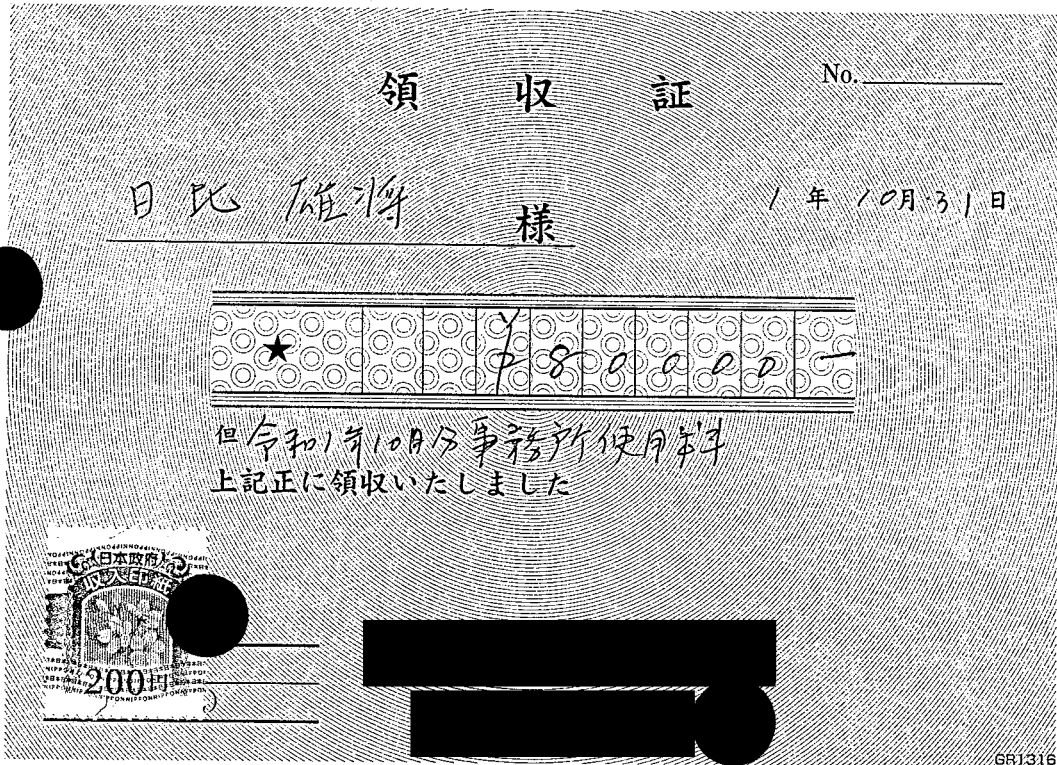 領収証
No.
日比 雄将 様
1年10月31日
★ ¥80000-
但 令和1年10月分事務所使用料
上記正に領収いたしました
日本政府
収入印紙
200円
GR1316